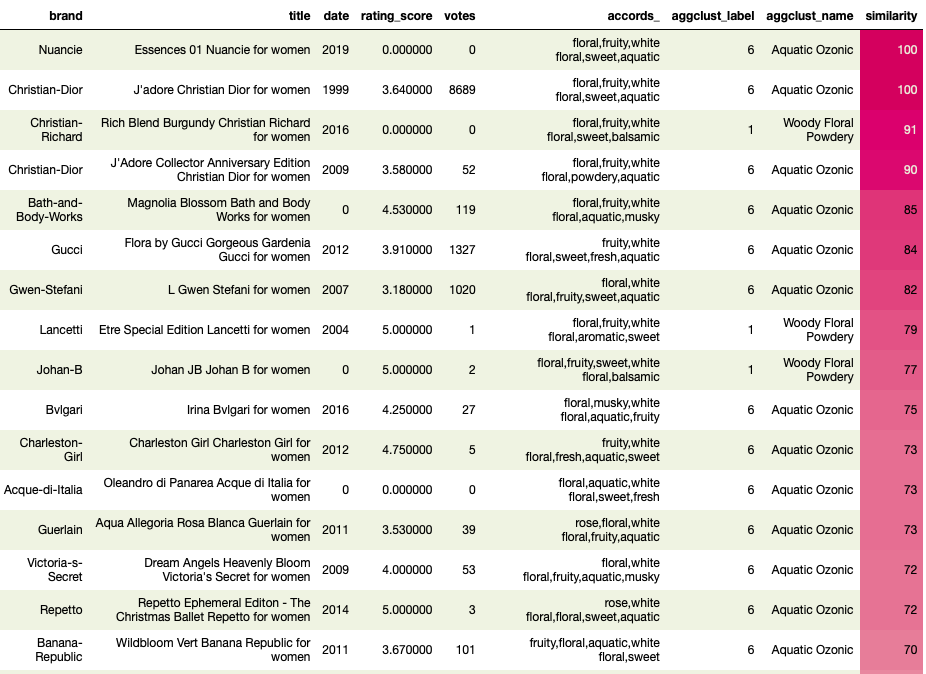 brand title date rating_score votes accords_ aggclust_label aggclust_name similarity
Nuancie Essences 01 Nuancie for women 2019 0.000000 0 floral,fruity,white
floral,sweet,aquatic 6 Aquatic Ozonic 100
Christian-Dior J'adore Christian Dior for women 1999 3.640000 8689 floral,fruity,white
floral,sweet,aquatic 6 Aquatic Ozonic 100
Christian-
Richard Rich Blend Burgundy Christian Richard
for women 2016 0.000000 0 floral,fruity,white
floral,sweet,balsamic 1 Woody Floral
Powdery 91
Christian-Dior J'Adore Collector Anniversary Edition
Christian Dior for women 2009 3.580000 52 floral,fruity,white
floral,powdery,aquatic 6 Aquatic Ozonic 90
Bath-and-
Body-Works Magnolia Blossom Bath and Body
Works for women 0 4.530000 119 floral,fruity,white
floral,aquatic,musky 6 Aquatic Ozonic 85
Gucci Flora by Gucci Gorgeous Gardenia
Gucci for women 2012 3.910000 1327 fruity,white
floral,sweet,fresh,aquatic 6 Aquatic Ozonic 84
Gwen-Stefani L Gwen Stefani for women 2007 3.180000 1020 floral,white
floral,fruity,sweet,aquatic 6 Aquatic Ozonic 82
Lancetti Etre Special Edition Lancetti for women 2004 5.000000 1 floral,fruity,white
floral,aromatic,sweet 1 Woody Floral
Powdery 79
Johan-B Johan JB Johan B for women 0 5.000000 2 floral,fruity,sweet,white
floral,balsamic 1 Woody Floral
Powdery 77
Bvlgari Irina Bvlgari for women 2016 4.250000 27 floral,musky,white
floral,aquatic,fruity 6 Aquatic Ozonic 75
Charleston-
Girl Charleston Girl Charleston Girl for
women 2012 4.750000 5 fruity,white
floral,fresh,aquatic,sweet 6 Aquatic Ozonic 73
Acque-di-Italia Oleandro di Panarea Acque di Italia for
women 0 0.000000 0 floral,aquatic,white
floral,sweet,fresh 6 Aquatic Ozonic 73
Guerlain Aqua Allegoria Rosa Blanca Guerlain for
women 2011 3.530000 39 rose,floral,white
floral,fruity,aquatic 6 Aquatic Ozonic 73
Victoria-s-
Secret Dream Angels Heavenly Bloom
Victoria's Secret for women 2009 4.000000 53 floral,white
floral,fruity,aquatic,musky 6 Aquatic Ozonic 72
Repetto Repetto Ephemeral Editon - The
Christmas Ballet Repetto for women 2014 5.000000 3 rose,white
floral,floral,sweet,aquatic 6 Aquatic Ozonic 72
Banana-
Republic Wildbloom Vert Banana Republic for
women 2011 3.670000 101 fruity,floral,aquatic,white
floral,sweet 6 Aquatic Ozonic 70